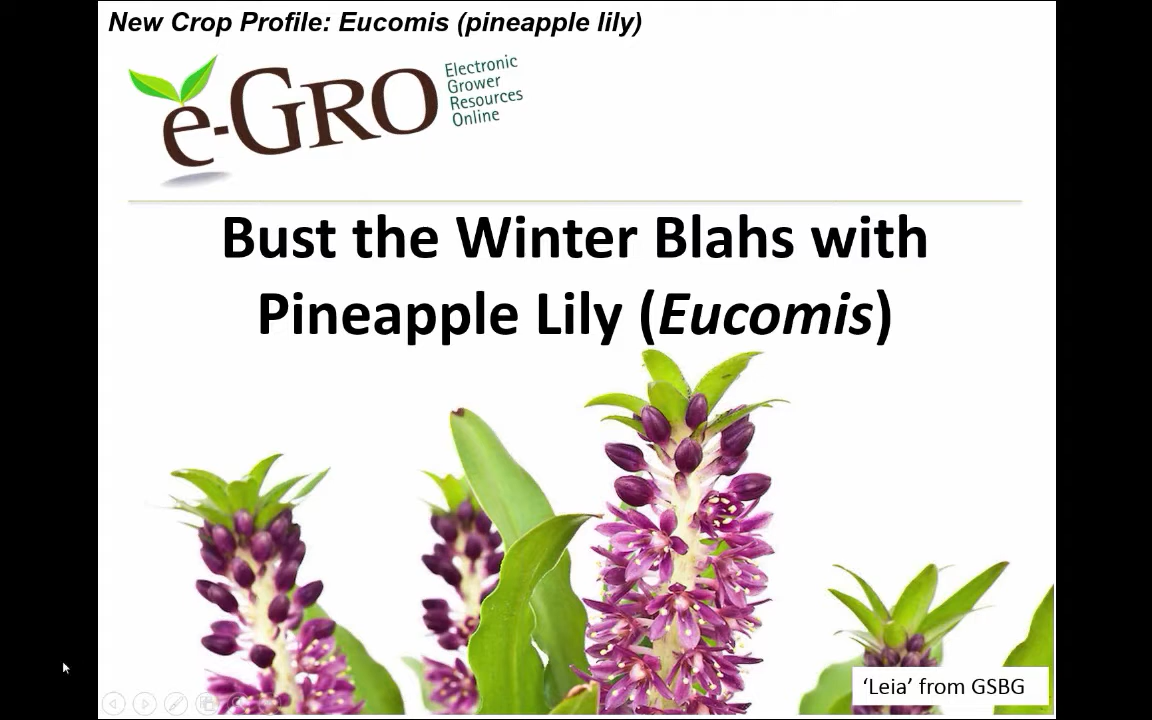 New Crop Profile: Eucomis (pineapple lily)
e-GRO
Electronic
Grower
Resources
Online
Bust the Winter Blahs with
Pineapple Lily (Eucomis)
‘Leia’ from GSBG